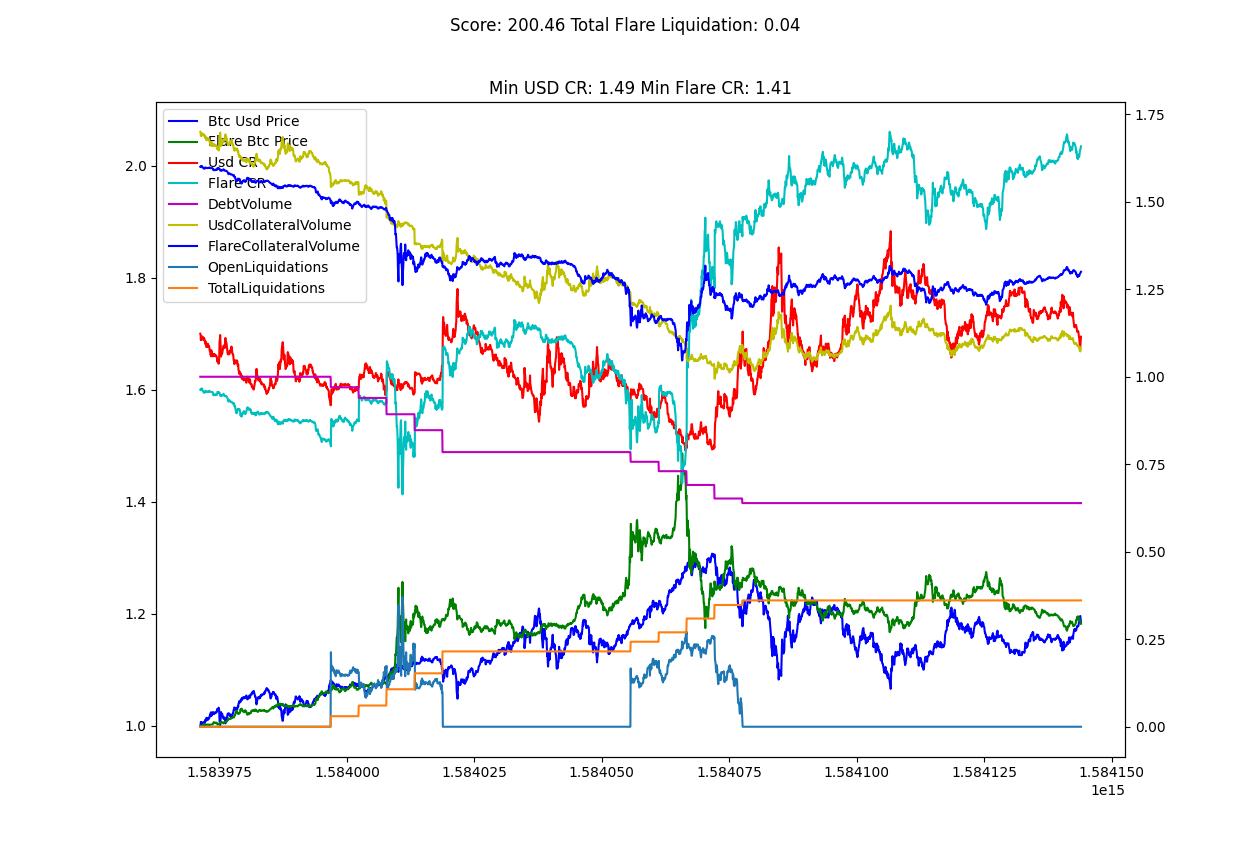 Score: 200.46 Total Flare Liquidation: 0.04
Min USD CR: 1.49 Min Flare CR: 1.41
Btc Usd Price
Flare Btc Price
Usd CR
Flare CR
DebtVolume
UsdCollateralVolume
FlareCollateralVolume
OpenLiquidations
TotalLiquidations
2.0
1.8
1.6
1.4
1.2
1.0
1.75
1.50
1.25
1.00
0.75
0.50
0.25
0.00
1.583975 1.584000 1.584025 1.584050 1.584075 1.584100 1.584125 1.584150
1e15